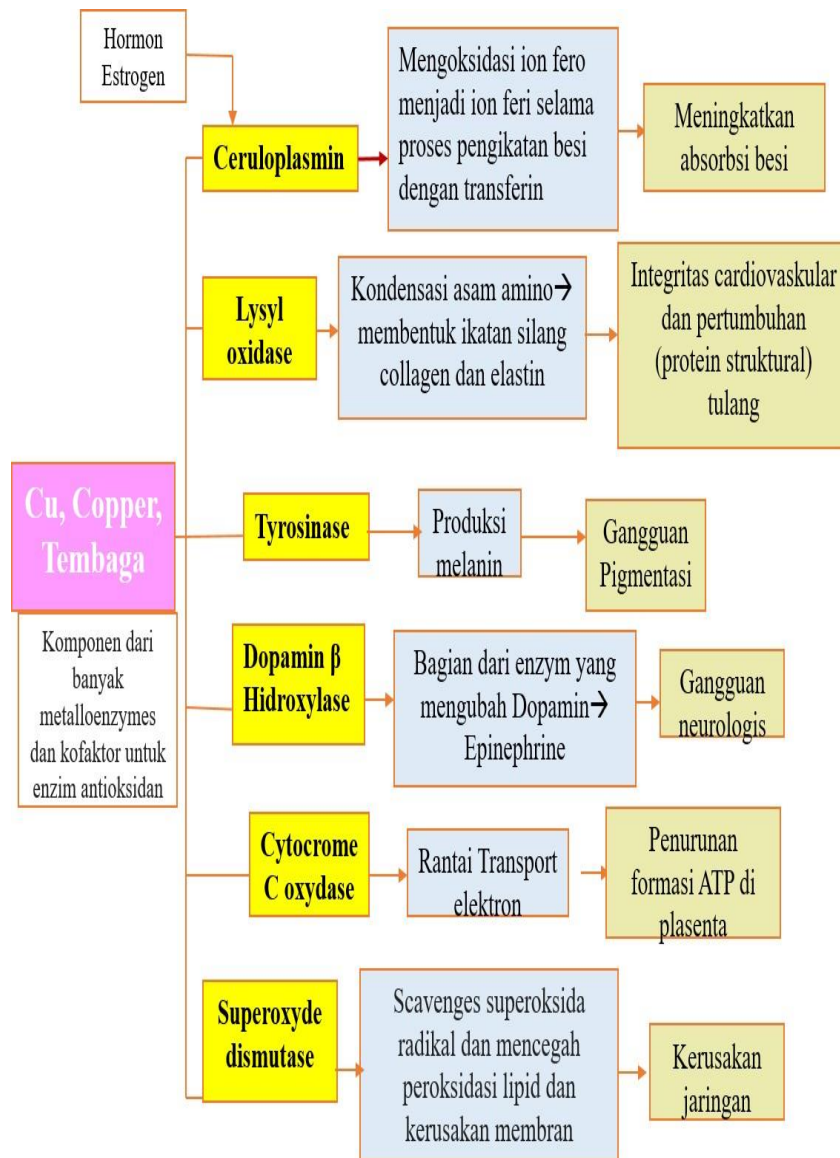 Hormon
Estrogen
Ceruloplasmin
Mengoksidasi ion fero
menjadi ion feri selama
proses pengikatan besi
dengan transferin
Meningkatkan
absorbsi besi
Lysyl
oxidase
Kondensasi asam amino→
membentuk ikatan silang
collagen dan elastin
Integritas cardiovaskular
dan pertumbuhan
(protein struktural)
tulang
Cu, Copper,
Tembaga
Komponen dari
banyak
metalloenzymes
dan kofaktor untuk
enzim antioksidan
Tyrosinase
Produksi
melanin
Gangguan
Pigmentasi
Dopamin β
Hidroxylase
Bagian dari enzym yang
mengubah Dopamin→
Epinephrine
Gangguan
neurologis
Cytocrome
C oxydase
Rantai Transport
elektron
Penurunan
formasi ATP di
plasenta
Superoxyde
dismutase
Scavenges superoksida
radikal dan mencegah
peroksidasi lipid dan
kerusakan membran
Kerusakan
jaringan